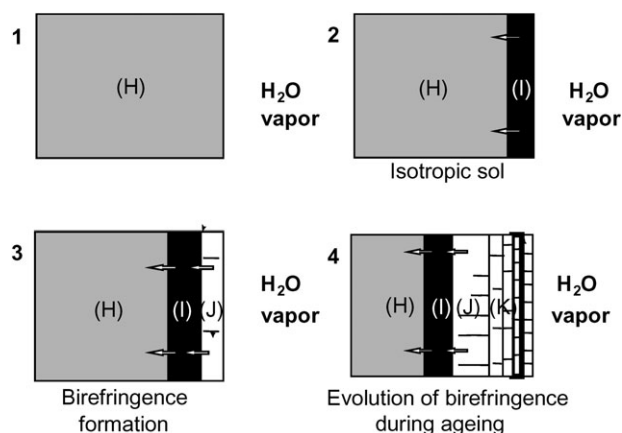 1
(H)
H2O
vapor
2
(H)
(I)
H2O
vapor
Isotropic sol
3
(H)
(I)
(J)
H2O
vapor
Birefringence
formation
4
(H)
(I)
(J)
(K)
H2O
vapor
Evolution of birefringence
during ageing